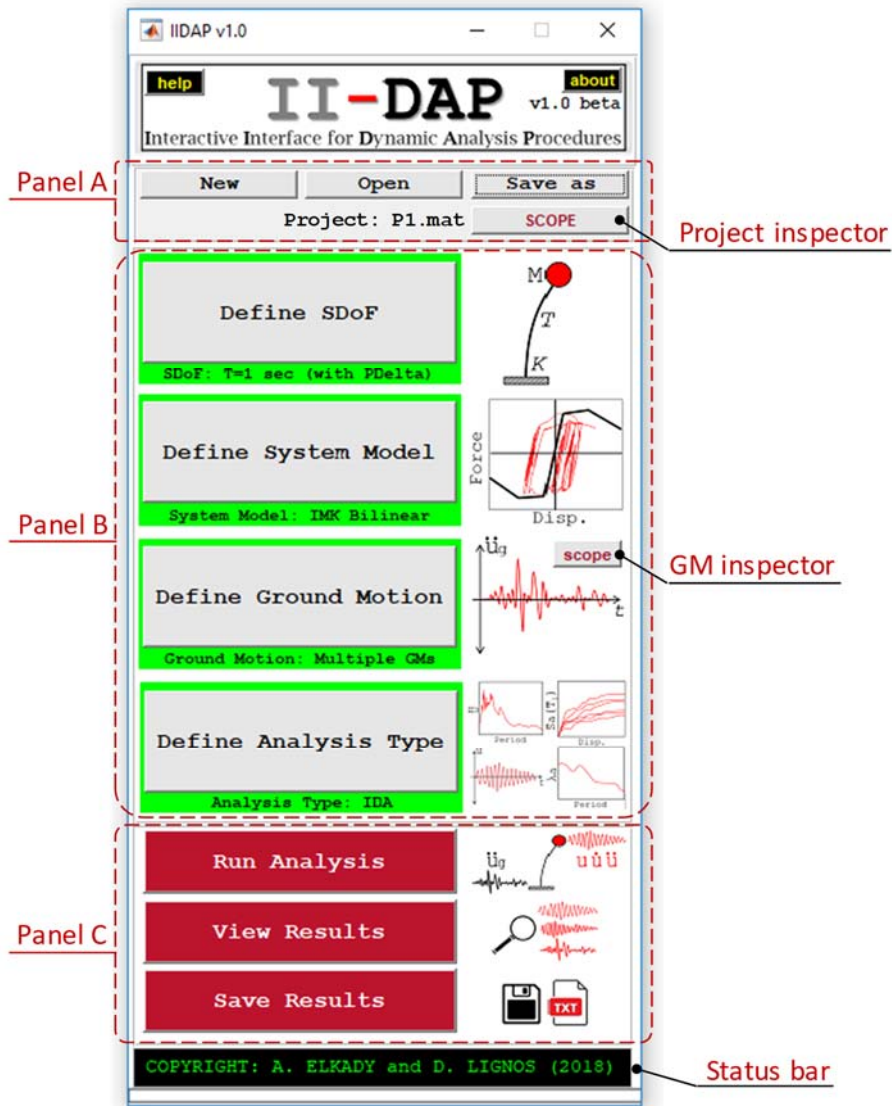 IIDAP v1.0
help
about
II-DAP
v1.0 beta
Interactive Interface for Dynamic Analysis Procedures
Panel A
New
Open
Save as
Project: P1.mat
SCOPE
Project inspector
Panel B
Define SDoF
SDoF: T=1 sec (with PDelta)
M
T
K
Define System Model
System Model: IMK Bilinear
Force
Disp.
Define Ground Motion
Ground Motion: Multiple GMs
üg
scope
t
GM inspector
Define Analysis Type
Analysis Type: IDA
Period
Sa(T₁)
Disp.
u
t
Period
Panel C
Run Analysis
üg
u u̇ ü
View Results
Save Results
TXT
COPYRIGHT: A. ELKADY and D. LIGNOS (2018)
Status bar